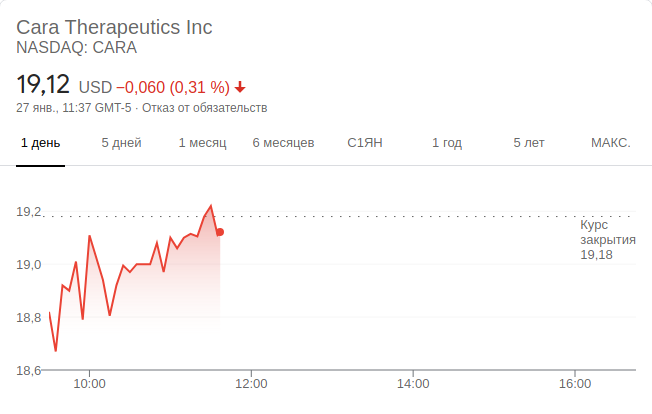 Cara Therapeutics Inc
NASDAQ: CARA
19,12 USD −0,060 (0,31 %)
27 янв., 11:37 GMT-5 · Отказ от обязательств
1 день 5 дней 1 месяц 6 месяцев С1ЯН 1 год 5 лет МАКС.
19,2
Курс
закрытия
19,18
19,0
18,8
18,6
10:00 12:00 14:00 16:00